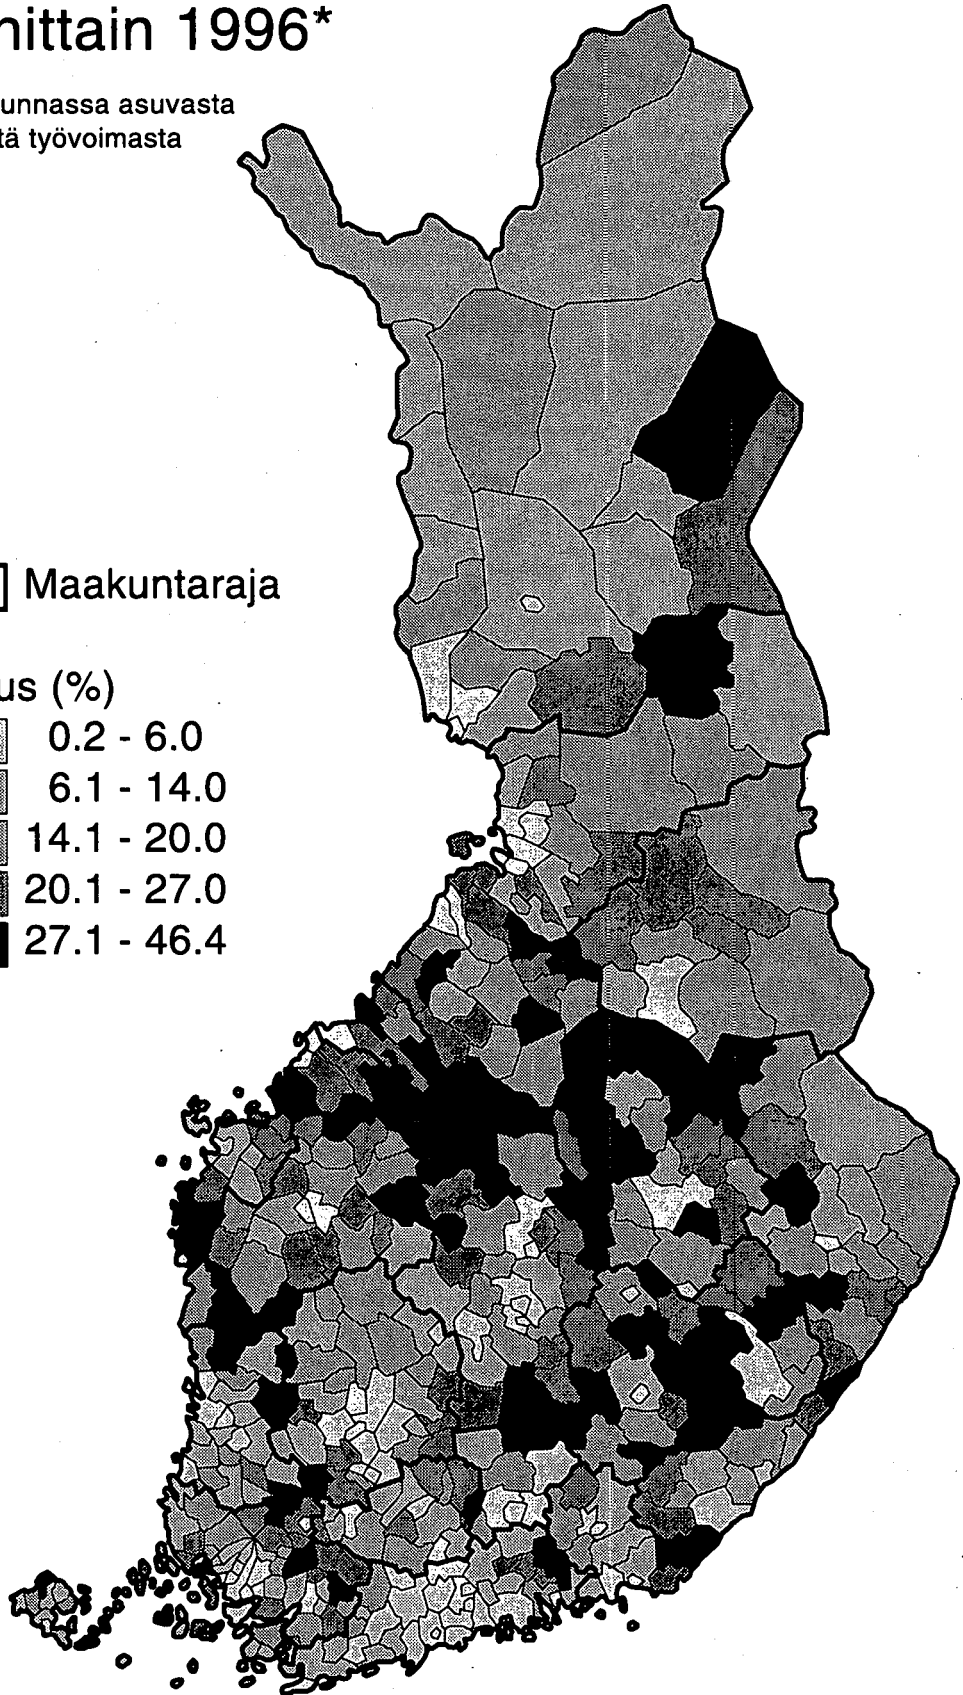 nittain 1996*
unnassa asuvasta
tä työvoimasta
Maakuntaraja
us (%)
0.2 - 6.0
6.1 - 14.0
14.1 - 20.0
20.1 - 27.0
27.1 - 46.4